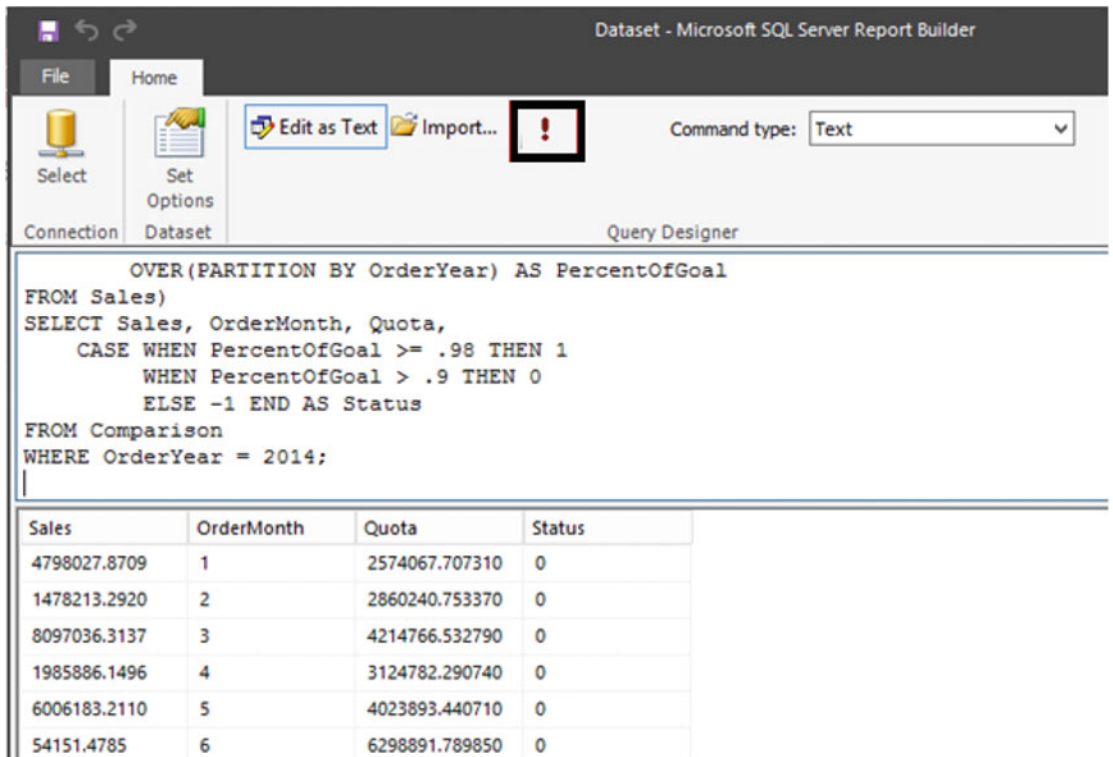 Dataset - Microsoft SQL Server Report Builder
File Home
Edit as Text Import... ! Command type: Text
Select Set Options
Connection Dataset Query Designer
OVER(PARTITION BY OrderYear) AS PercentOfGoal
FROM Sales)
SELECT Sales, OrderMonth, Quota,
CASE WHEN PercentOfGoal >= .98 THEN 1
WHEN PercentOfGoal > .9 THEN 0
ELSE -1 END AS Status
FROM Comparison
WHERE OrderYear = 2014;
Sales OrderMonth Quota Status
4798027.8709 1 2574067.707310 0
1478213.2920 2 2860240.753370 0
8097036.3137 3 4214766.532790 0
1985886.1496 4 3124782.290740 0
6006183.2110 5 4023893.440710 0
54151.4785 6 6298891.789850 0